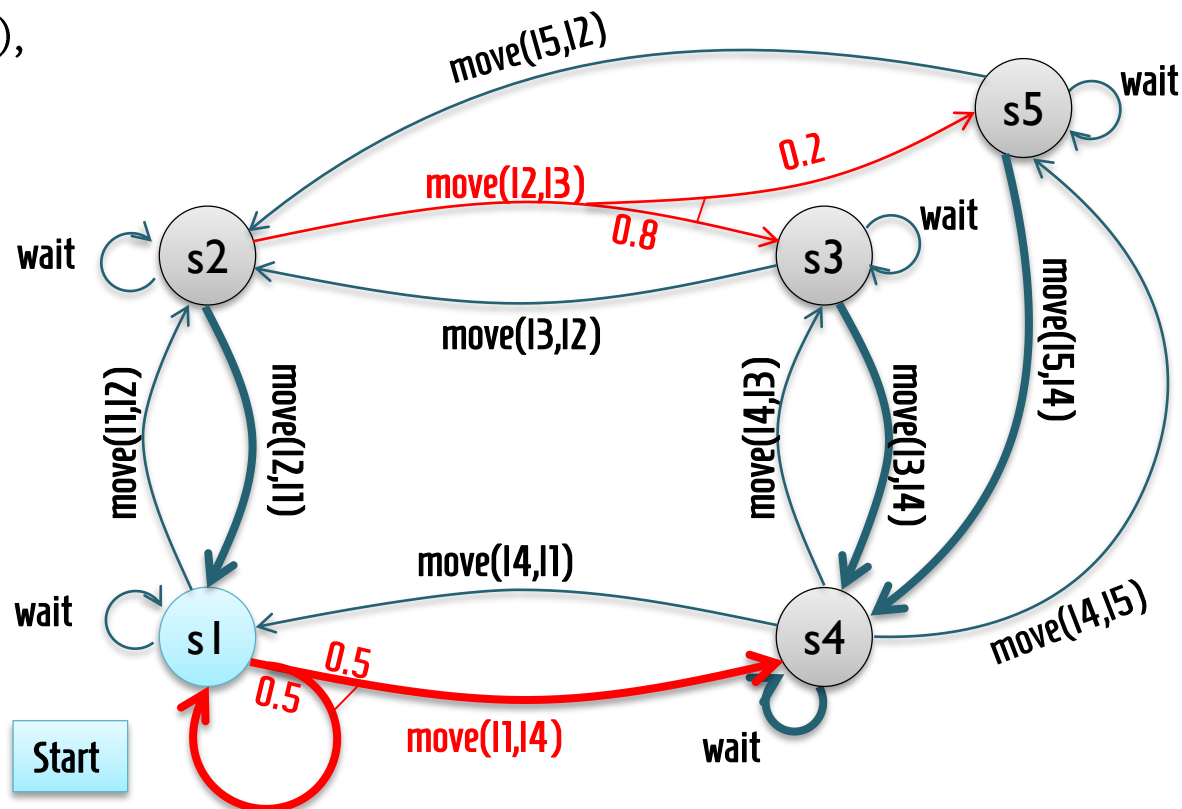 ),
move(l5,l2)
wait
s5
0.2
move(l2,l3)
0.8
wait
wait
s2
s3
move(l3,l2)
move(l5,l4)
move(l1,l2)
move(l2,l1)
move(l4,l3)
move(l3,l4)
move(l4,l1)
wait
s1
s4
move(l4,l5)
0.5
0.5
move(l1,l4)
wait
Start